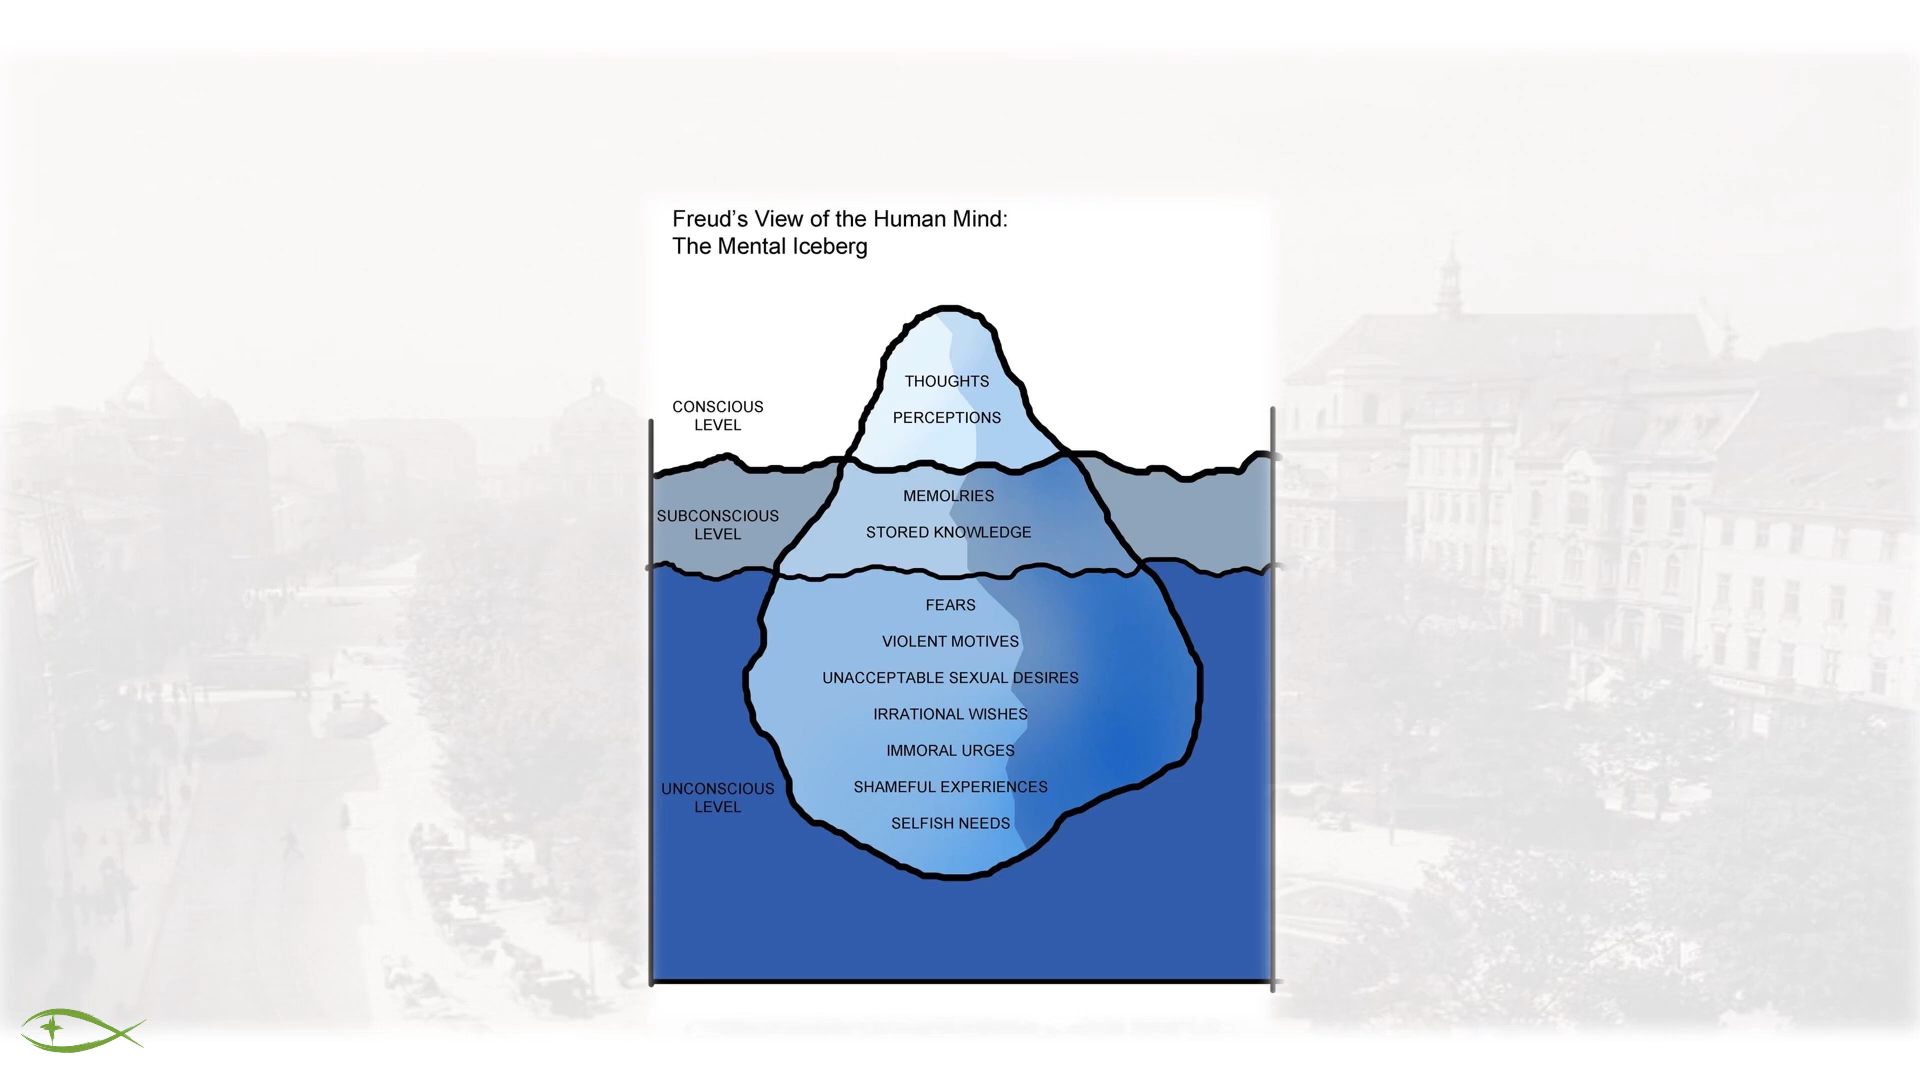 Freud's View of the Human Mind:
The Mental Iceberg
THOUGHTS
PERCEPTIONS
CONSCIOUS
LEVEL
MEMOLRIES
STORED KNOWLEDGE
SUBCONSCIOUS
LEVEL
FEARS
VIOLENT MOTIVES
UNACCEPTABLE SEXUAL DESIRES
IRRATIONAL WISHES
IMMORAL URGES
SHAMEFUL EXPERIENCES
SELFISH NEEDS
UNCONSCIOUS
LEVEL